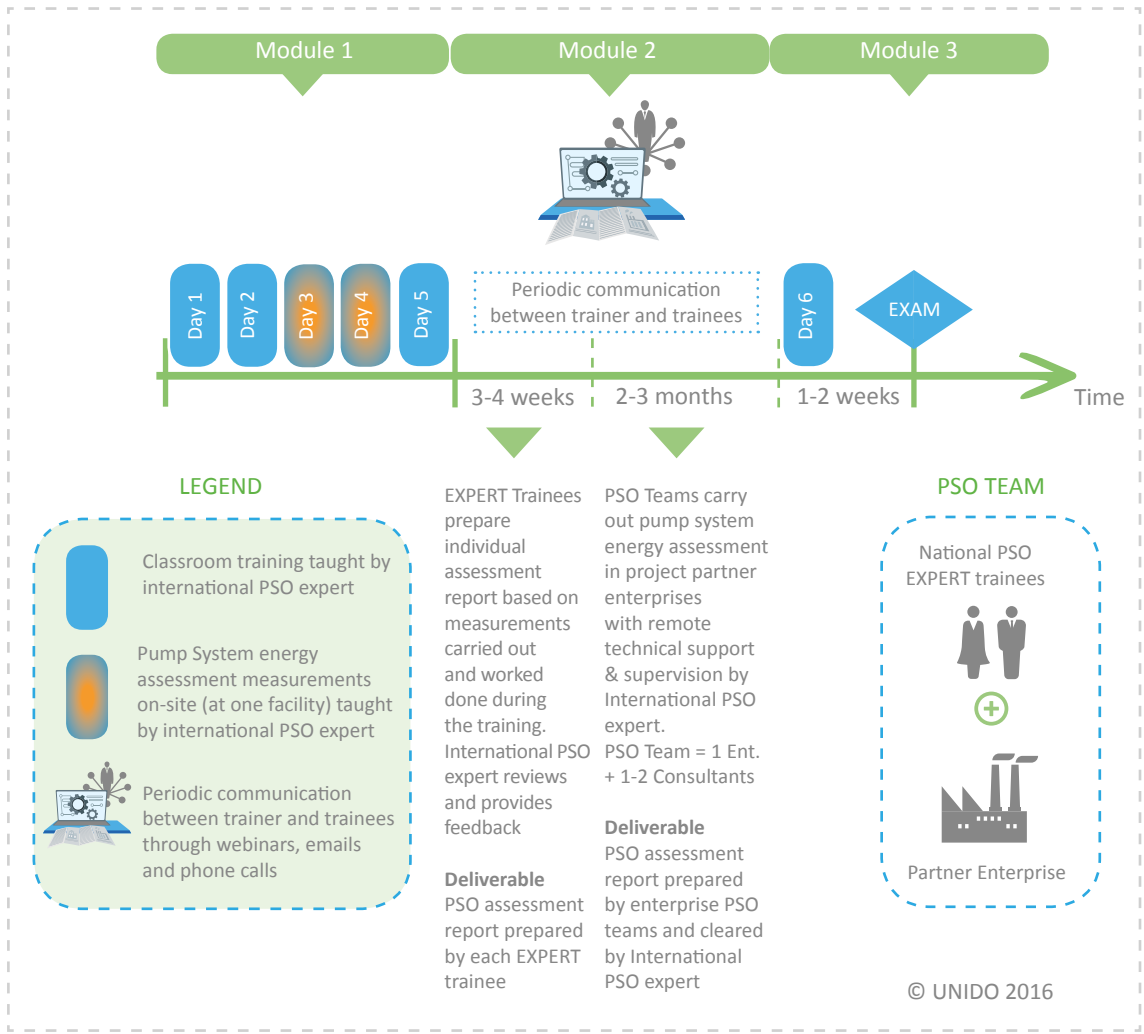 Module 1
Module 2
Module 3
Day 1
Day 2
Day 3
Day 4
Day 5
Periodic communication
between trainer and trainees
Day 6
EXAM
3-4 weeks
2-3 months
1-2 weeks
Time
LEGEND
Classroom training taught by
international PSO expert
Pump System energy
assessment measurements
on-site (at one facility) taught
by international PSO expert
Periodic communication
between trainer and trainees
through webinars, emails
and phone calls
EXPERT Trainees
prepare
individual
assessment
report based on
measurements
carried out
and worked
done during
the training.
International PSO
expert reviews
and provides
feedback
Deliverable
PSO assessment
report prepared
by each EXPERT
trainee
PSO Teams carry
out pump system
energy assessment
in project partner
enterprises
with remote
technical support
& supervision by
International PSO
expert.
PSO Team = 1 Ent.
+ 1-2 Consultants
Deliverable
PSO assessment
report prepared
by enterprise PSO
teams and cleared
by International
PSO expert
PSO TEAM
National PSO
EXPERT trainees
Partner Enterprise
© UNIDO 2016